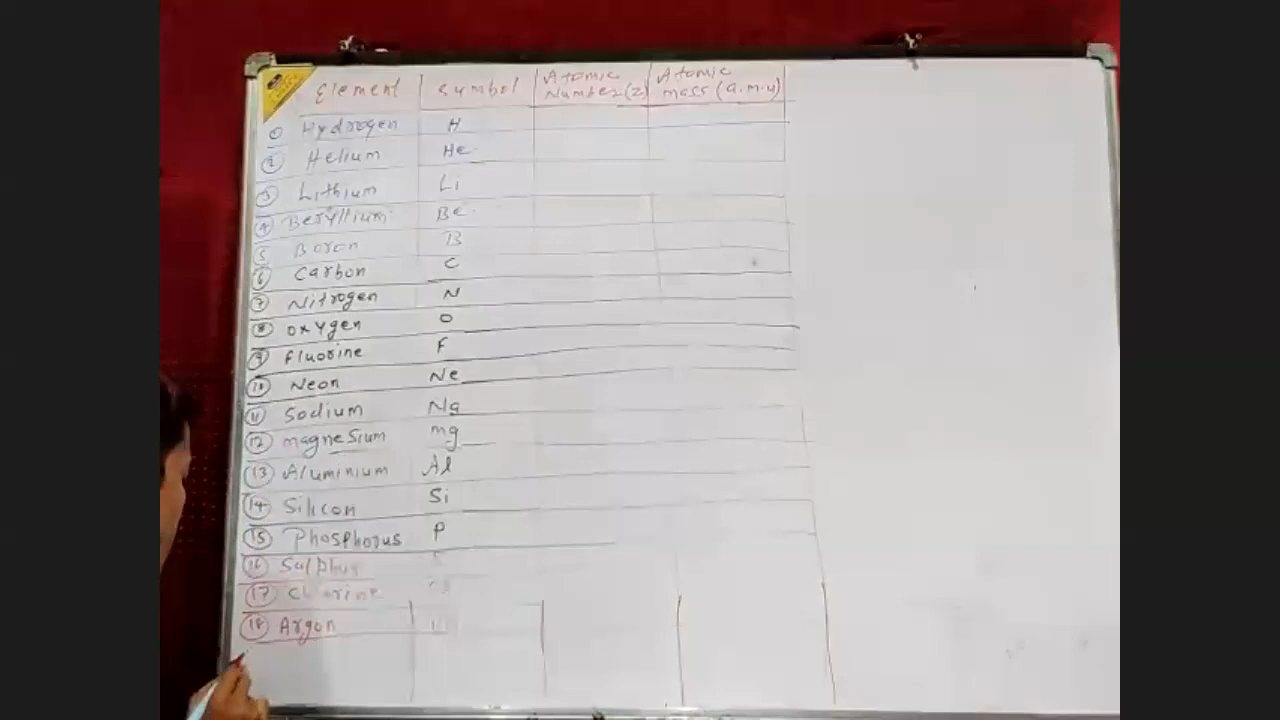 Element Symbol Atomic Number(Z) Atomic mass (a.m.u)
1 Hydrogen H
2 Helium He
3 Lithium Li
4 Beryllium Be
5 Boron B
6 Carbon C
7 Nitrogen N
8 Oxygen O
9 Fluorine F
10 Neon Ne
11 Sodium Na
12 magnesium mg
13 Aluminium Al
14 Silicon Si
15 Phosphorus P
16 Sulphur
17 Chlorine
18 Argon